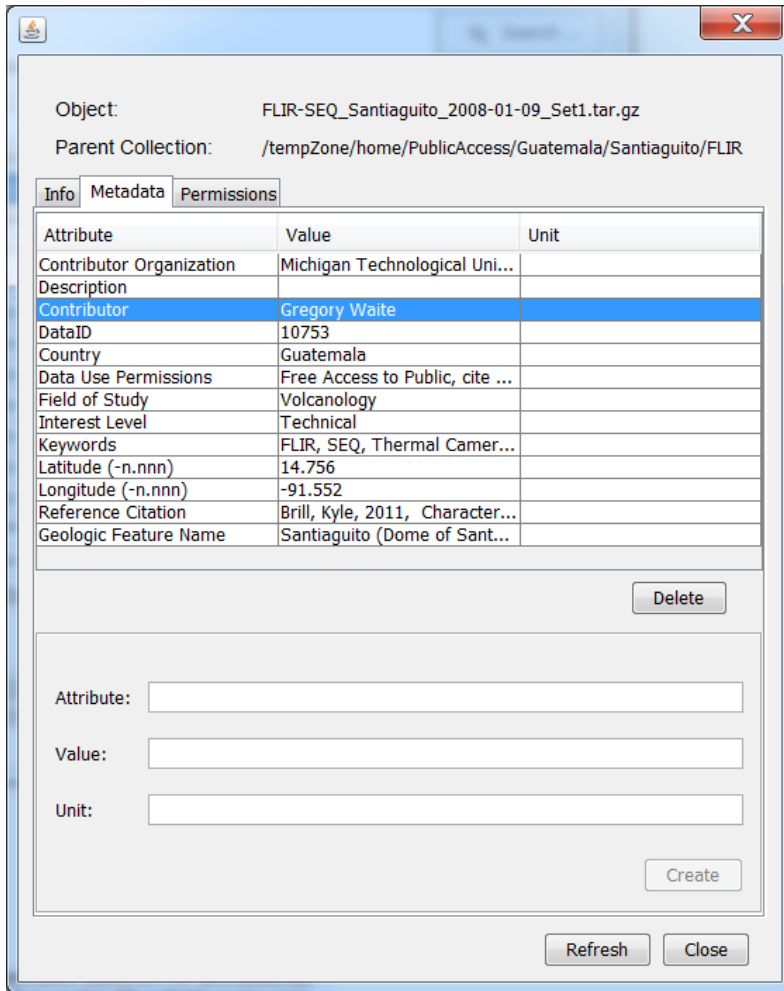 Search ...
Object: FLIR-SEQ_Santiaguito_2008-01-09_Set1.tar.gz
Parent Collection: /tempZone/home/PublicAccess/Guatemala/Santiaguito/FLIR
Info Metadata Permissions
Attribute Value Unit
Contributor Organization Michigan Technological Uni...
Description
Contributor Gregory Waite
DataID 10753
Country Guatemala
Data Use Permissions Free Access to Public, cite ...
Field of Study Volcanology
Interest Level Technical
Keywords FLIR, SEQ, Thermal Camer...
Latitude (-n.nnn) 14.756
Longitude (-n.nnn) -91.552
Reference Citation Brill, Kyle, 2011, Character...
Geologic Feature Name Santiaguito (Dome of Sant...
Delete
Attribute:
Value:
Unit:
Create
Refresh Close